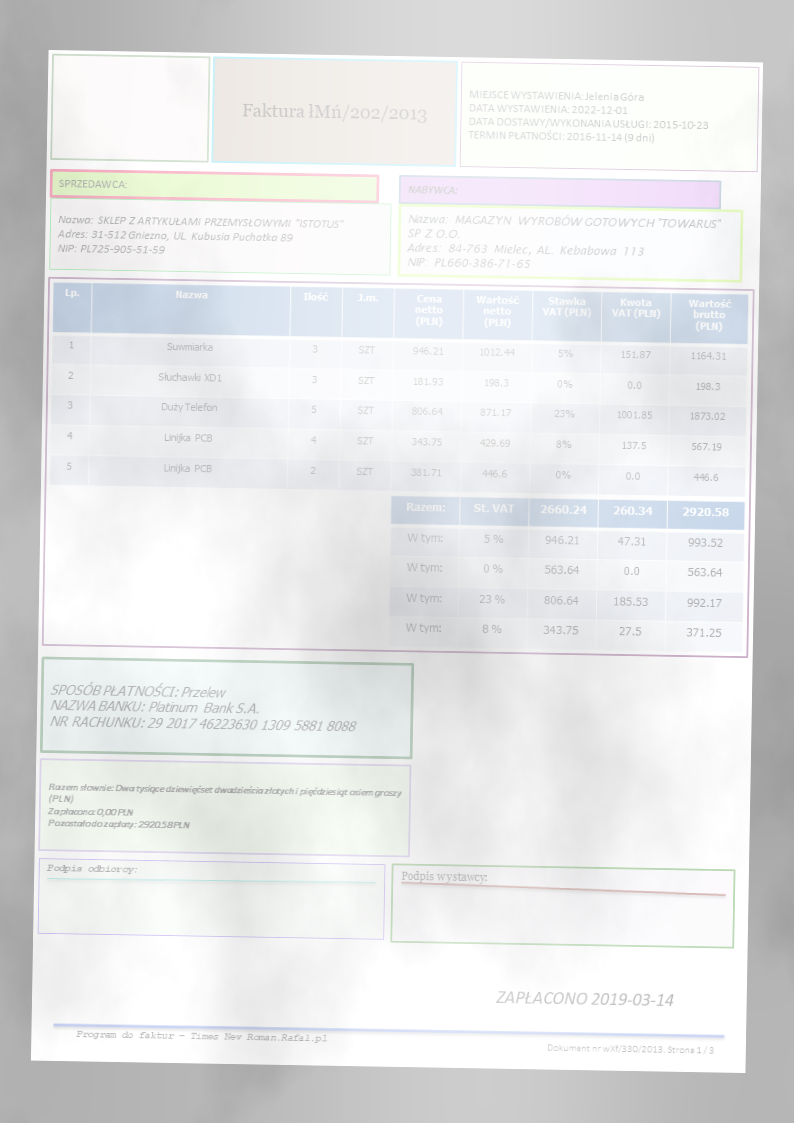 Faktura łMń/202/2013
MIEJSCE WYSTAWIENIA: Jelenia Góra
DATA WYSTAWIENIA: 2022-12-01
DATA DOSTAWY/WYKONANIA USŁUGI: 2015-10-23
TERMIN PŁATNOŚCI: 2016-11-14 (9 dni)
SPRZEDAWCA:
Nazwa: SKLEP Z ARTYKUŁAMI PRZEMYSŁOWYMI "ISTOTUS"
Adres: 31-512 Gniezno, UL. Kubusia Puchatka 89
NIP: PL725-905-51-59
NABYWCA:
Nazwa: MAGAZYN WYROBÓW GOTOWYCH "TOWARUS"
SP. Z O.O.
Adres: 84-763 Mielec, AL. Kebabowa 113
NIP: PL660-386-71-65
Lp. Nazwa Ilość J.m. Cena netto (PLN) Wartość netto (PLN) Stawka VAT (PLN) Kwota VAT (PLN) Wartość brutto (PLN)
1 Suwmiarka 3 SZT 946.21 1012.44 5% 151.87 1164.31
2 Słuchawki XD1 3 SZT 181.93 198.3 0% 0.0 198.3
3 Duży Telefon 5 SZT 806.64 871.17 23% 1001.85 1873.02
4 Linijka PCB 4 SZT 343.75 429.69 8% 137.5 567.19
5 Linijka PCB 2 SZT 381.71 446.6 0% 0.0 446.6
Razem: St. VAT 2660.24 260.34 2920.58
W tym: 5 % 946.21 47.31 993.52
W tym: 0 % 563.64 0.0 563.64
W tym: 23 % 806.64 185.53 992.17
W tym: 8 % 343.75 27.5 371.25
SPOSÓB PŁATNOŚCI: Przelew
NAZWA BANKU: Platinum Bank S.A.
NR RACHUNKU: 29 2017 46223630 1309 5881 8088
Razem słownie: Dwa tysiące dziewięćset dwadzieścia złotych i pięćdziesiąt osiem groszy
(PLN)
Zapłacono: 0,00 PLN
Pozostało do zapłaty: 2920.58 PLN
Podpis odbiorcy:
Podpis wystawcy:
ZAPŁACONO 2019-03-14
Program do faktur – Times Nev Roman.Rafal.pl
Dokument nr wXf/330/2013. Strona 1 / 3